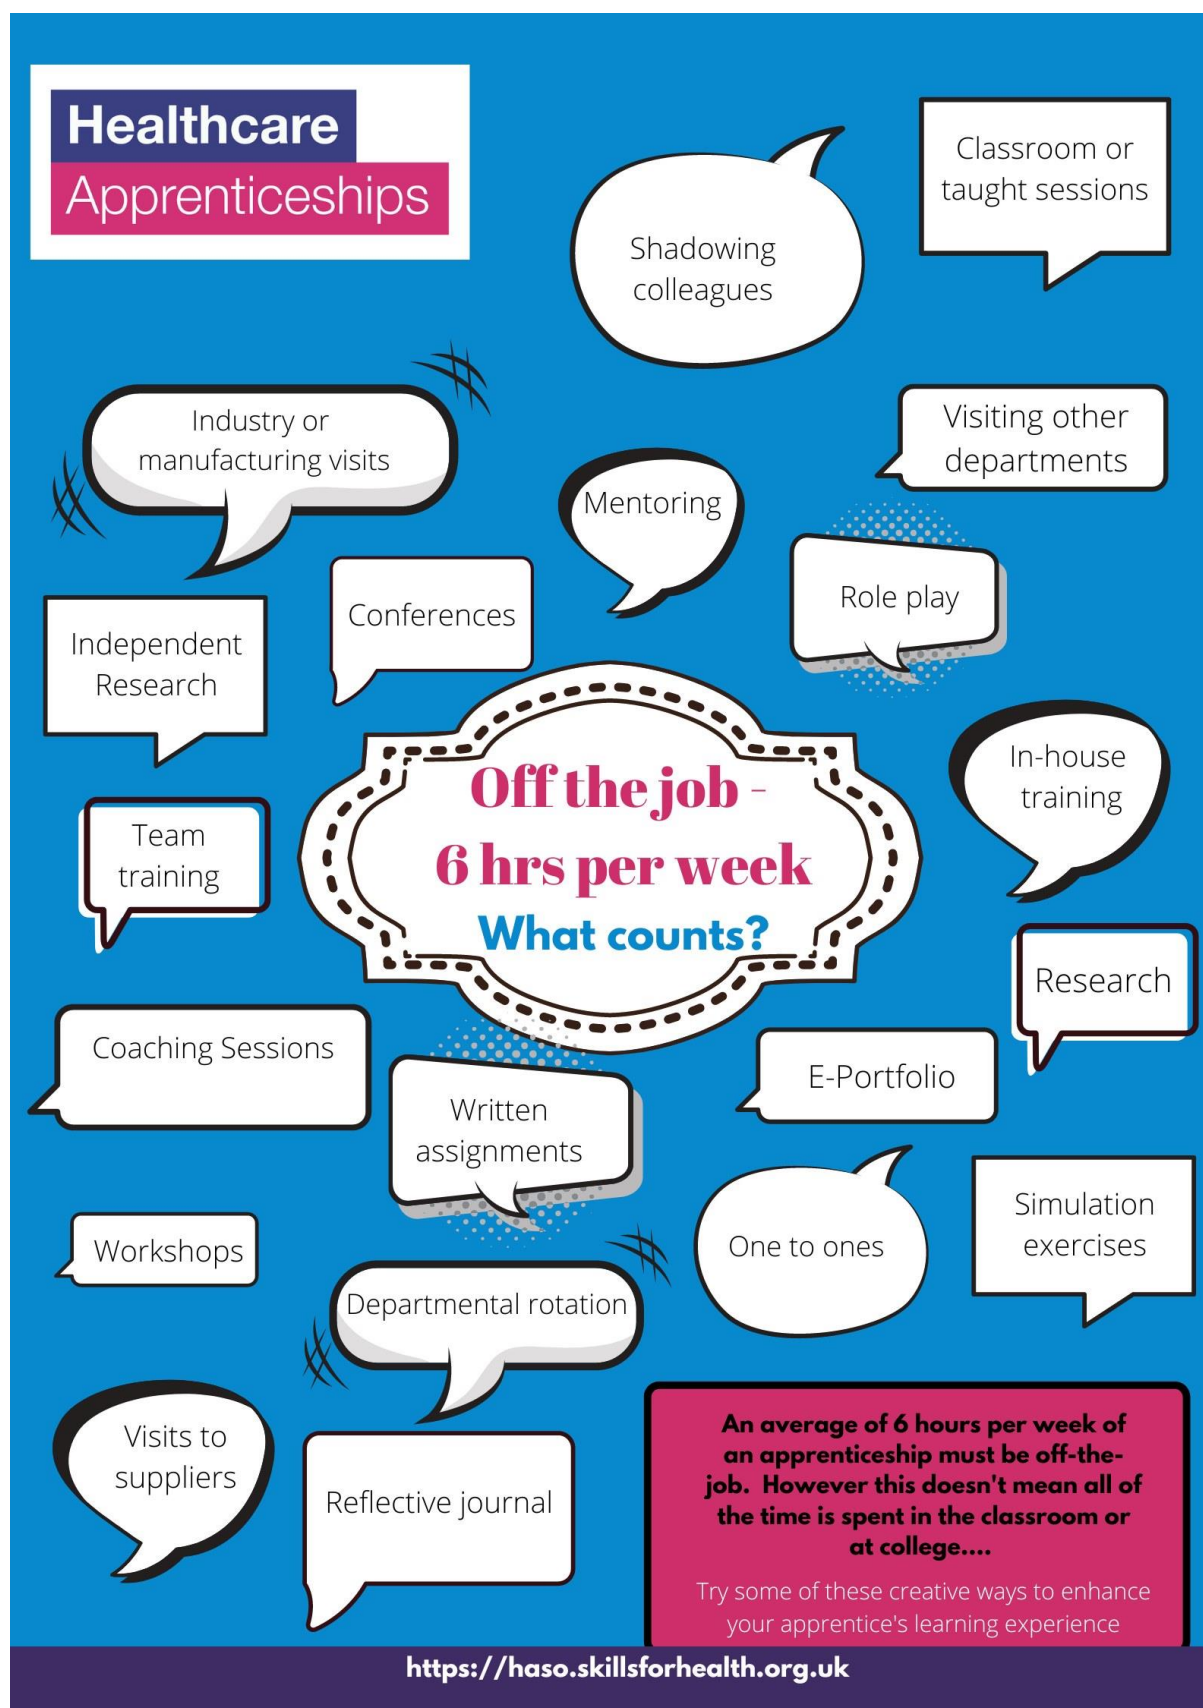 Healthcare
Apprenticeships
Shadowing
colleagues
Classroom or
taught sessions
Industry or
manufacturing visits
Mentoring
Visiting other
departments
Role play
Conferences
Independent
Research
In-house
training
Off the job -
6 hrs per week
What counts?
Team
training
Research
Coaching Sessions
Written
assignments
E-Portfolio
Workshops
One to ones
Simulation
exercises
Departmental rotation
Visits to
suppliers
Reflective journal
An average of 6 hours per week of
an apprenticeship must be off-the-
job. However this doesn't mean all of
the time is spent in the classroom or
at college....
Try some of these creative ways to enhance
your apprentice's learning experience
https://haso.skillsforhealth.org.uk